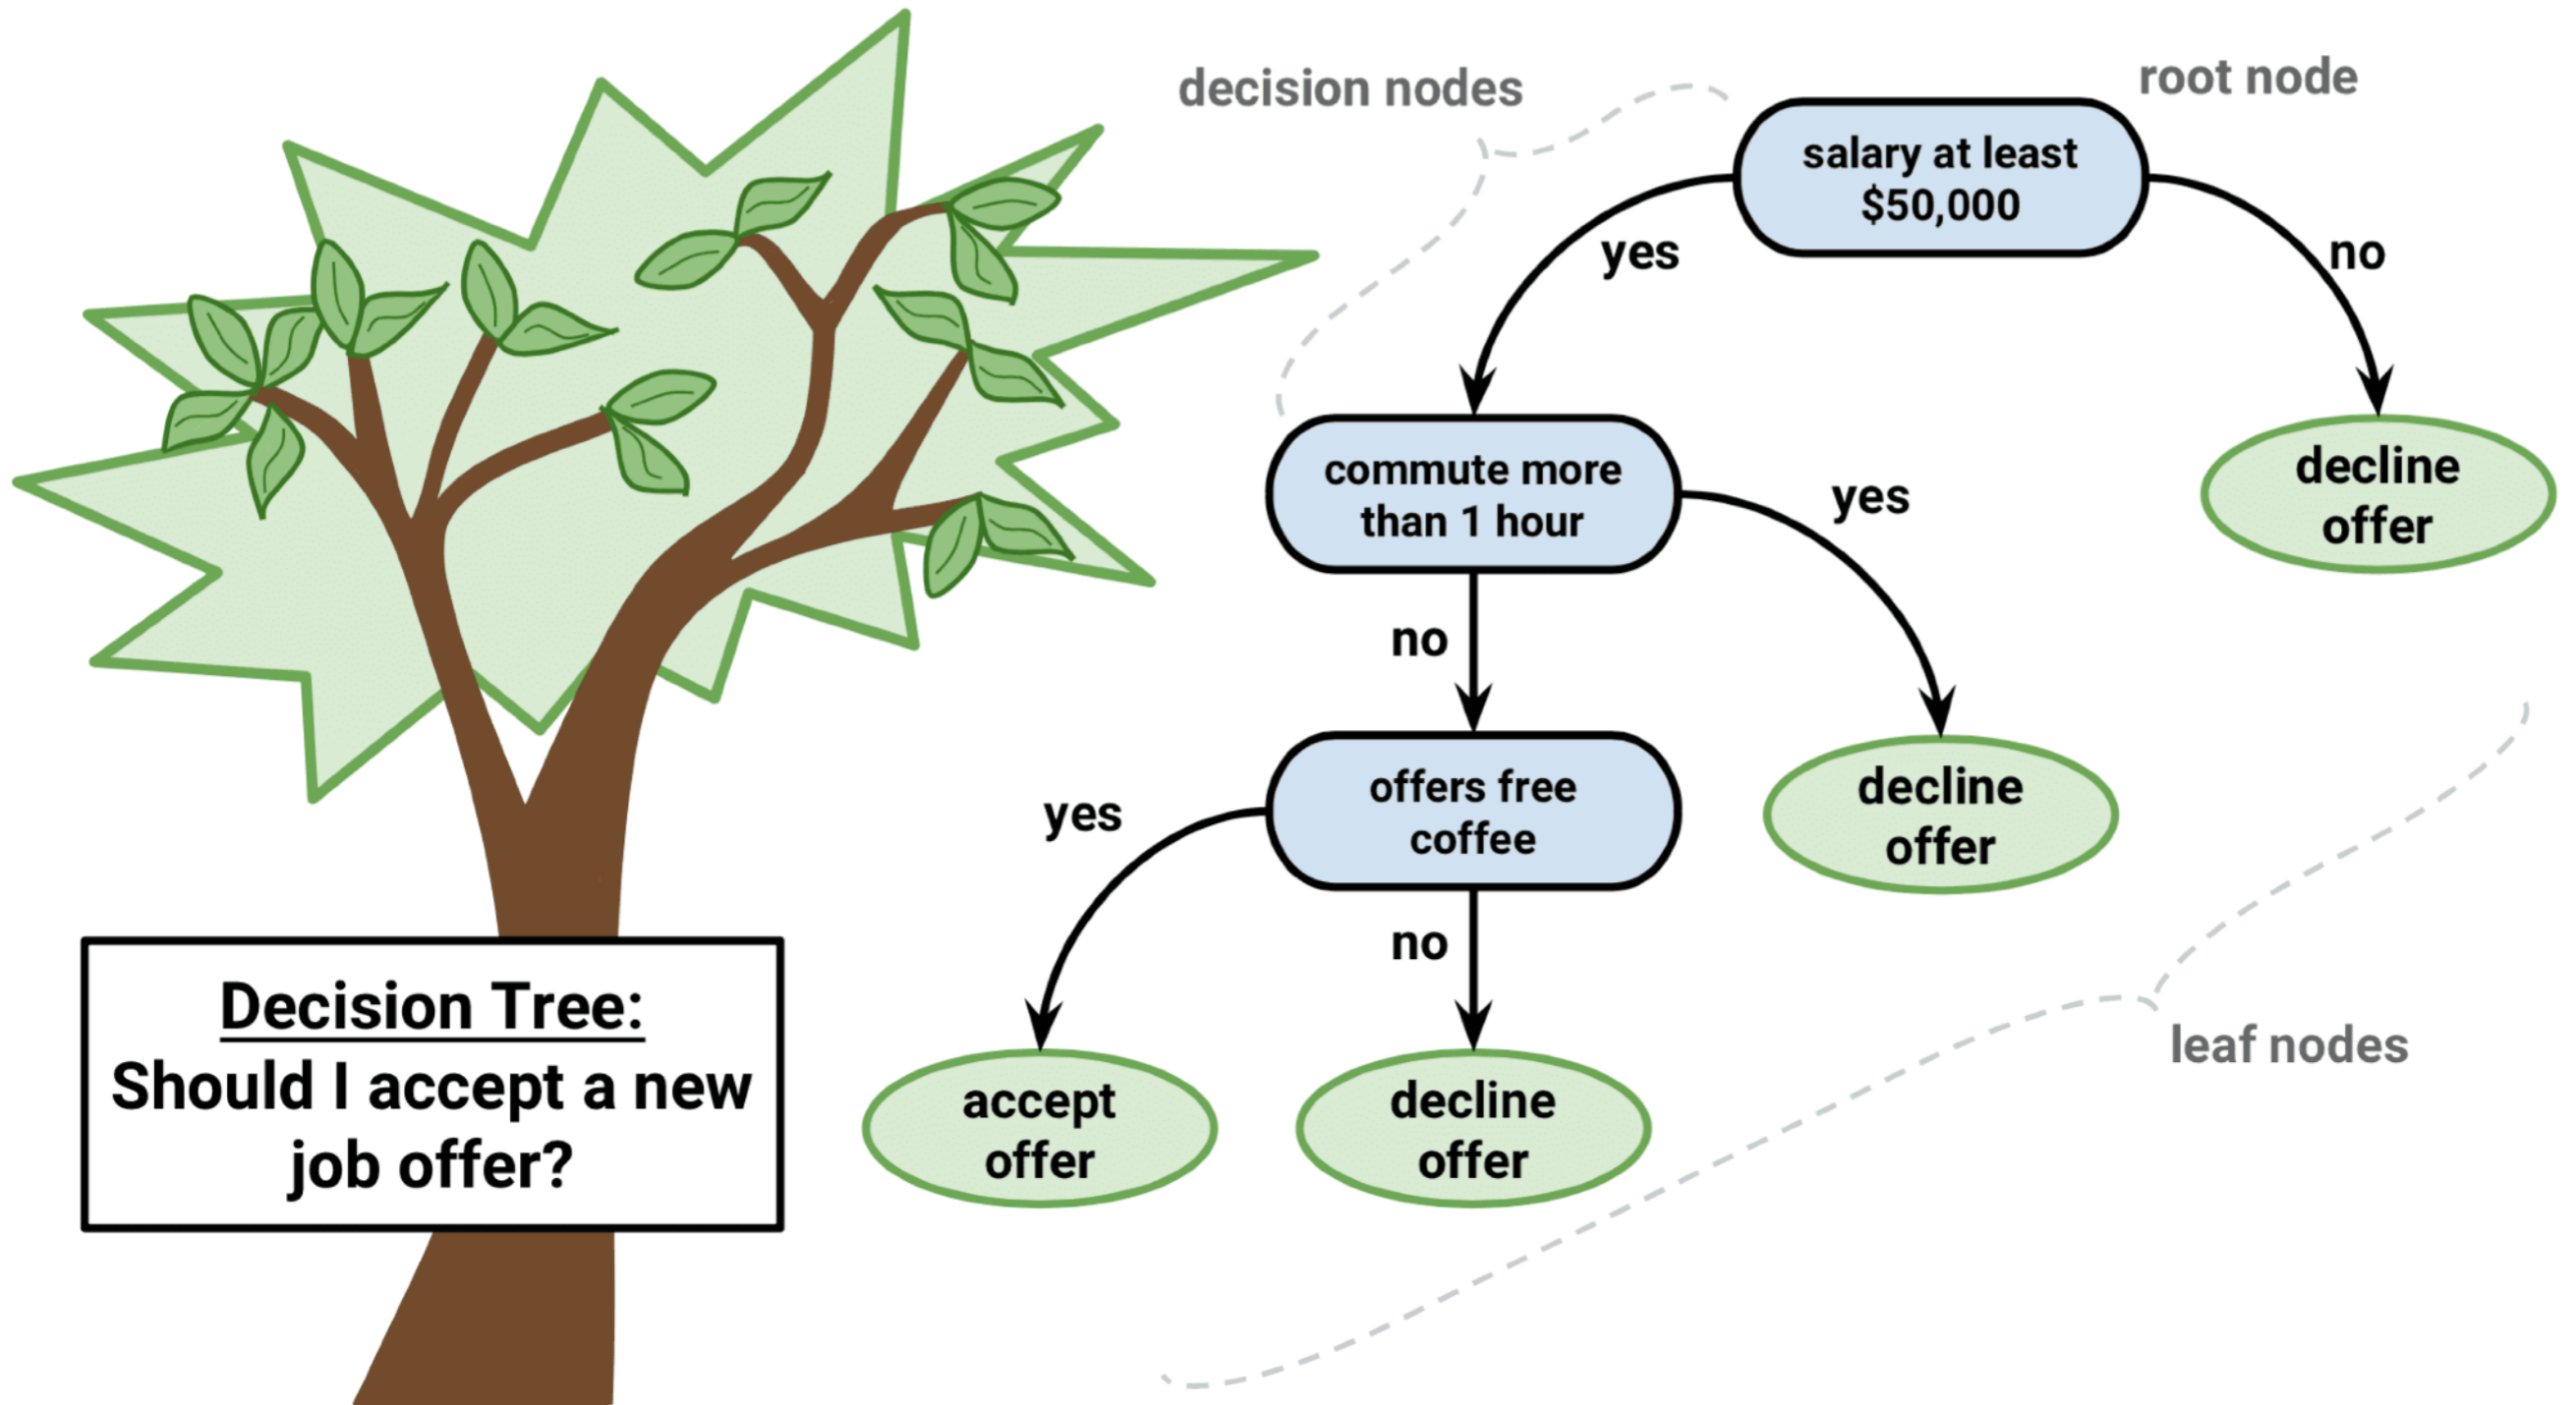 decision nodes
root node
salary at least
$50,000
yes
no
commute more
than 1 hour
yes
decline
offer
no
offers free
coffee
yes
decline
offer
no
accept
offer
decline
offer
leaf nodes
Decision Tree:
Should I accept a new
job offer?